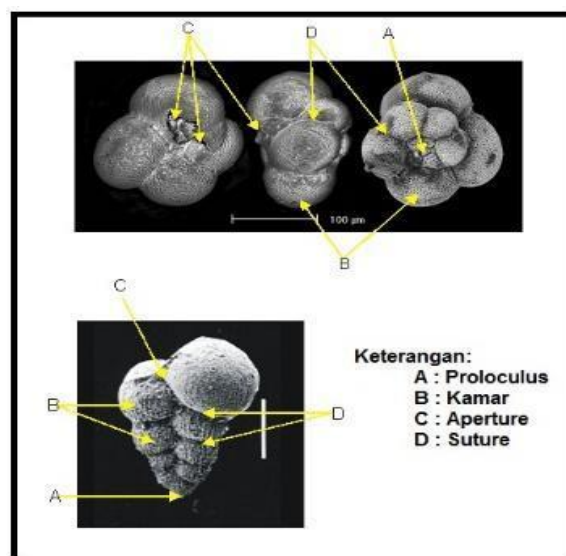 C D A
100 µm
B
C
B D
A
Keterangan:
A : Proloculus
B : Kamar
C : Aperture
D : Suture